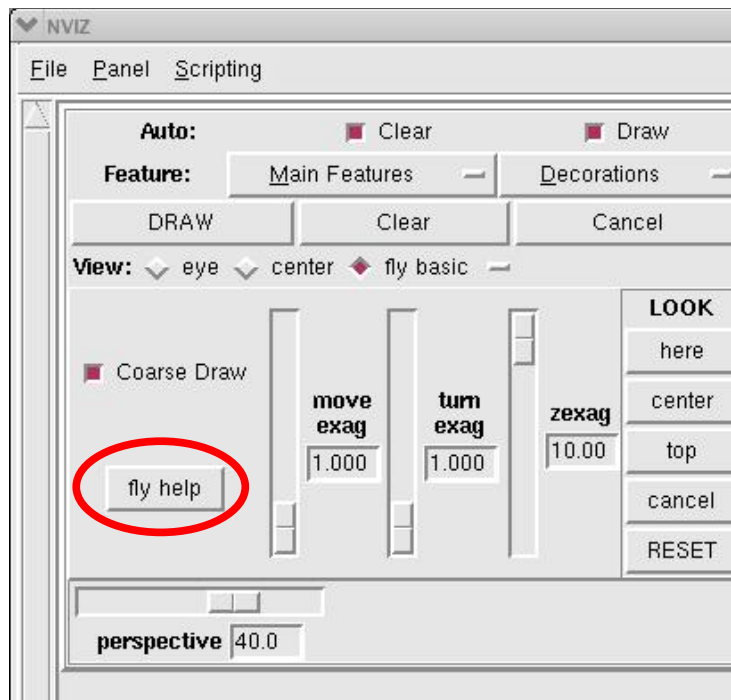 NVIZ
File Panel Scripting
Auto: Clear Draw
Feature: Main Features Decorations
DRAW Clear Cancel
View: eye center fly basic
LOOK
here
Coarse Draw
move exag
turn exag
zexag
center
1.000
1.000
10.00
top
fly help
cancel
RESET
perspective 40.0